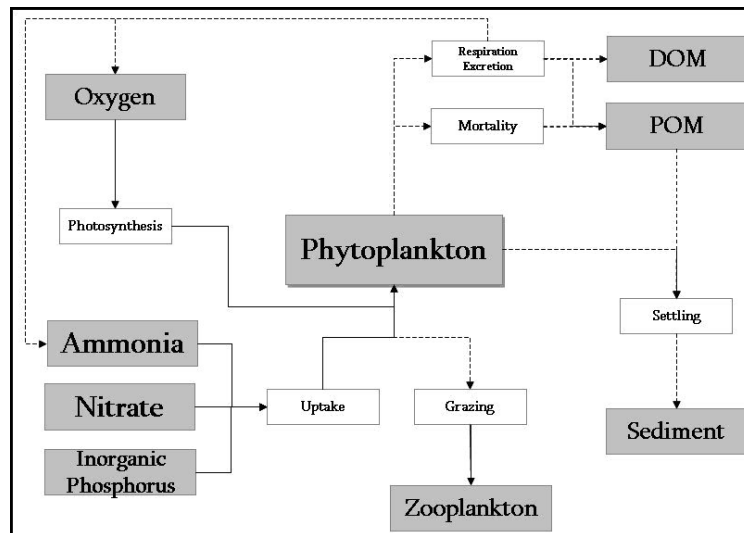 Respiration
Excretion
DOM
Oxygen
Mortality
POM
Photosynthesis
Phytoplankton
Settling
Ammonia
Nitrate
Uptake
Grazing
Sediment
Inorganic
Phosphorus
Zooplankton